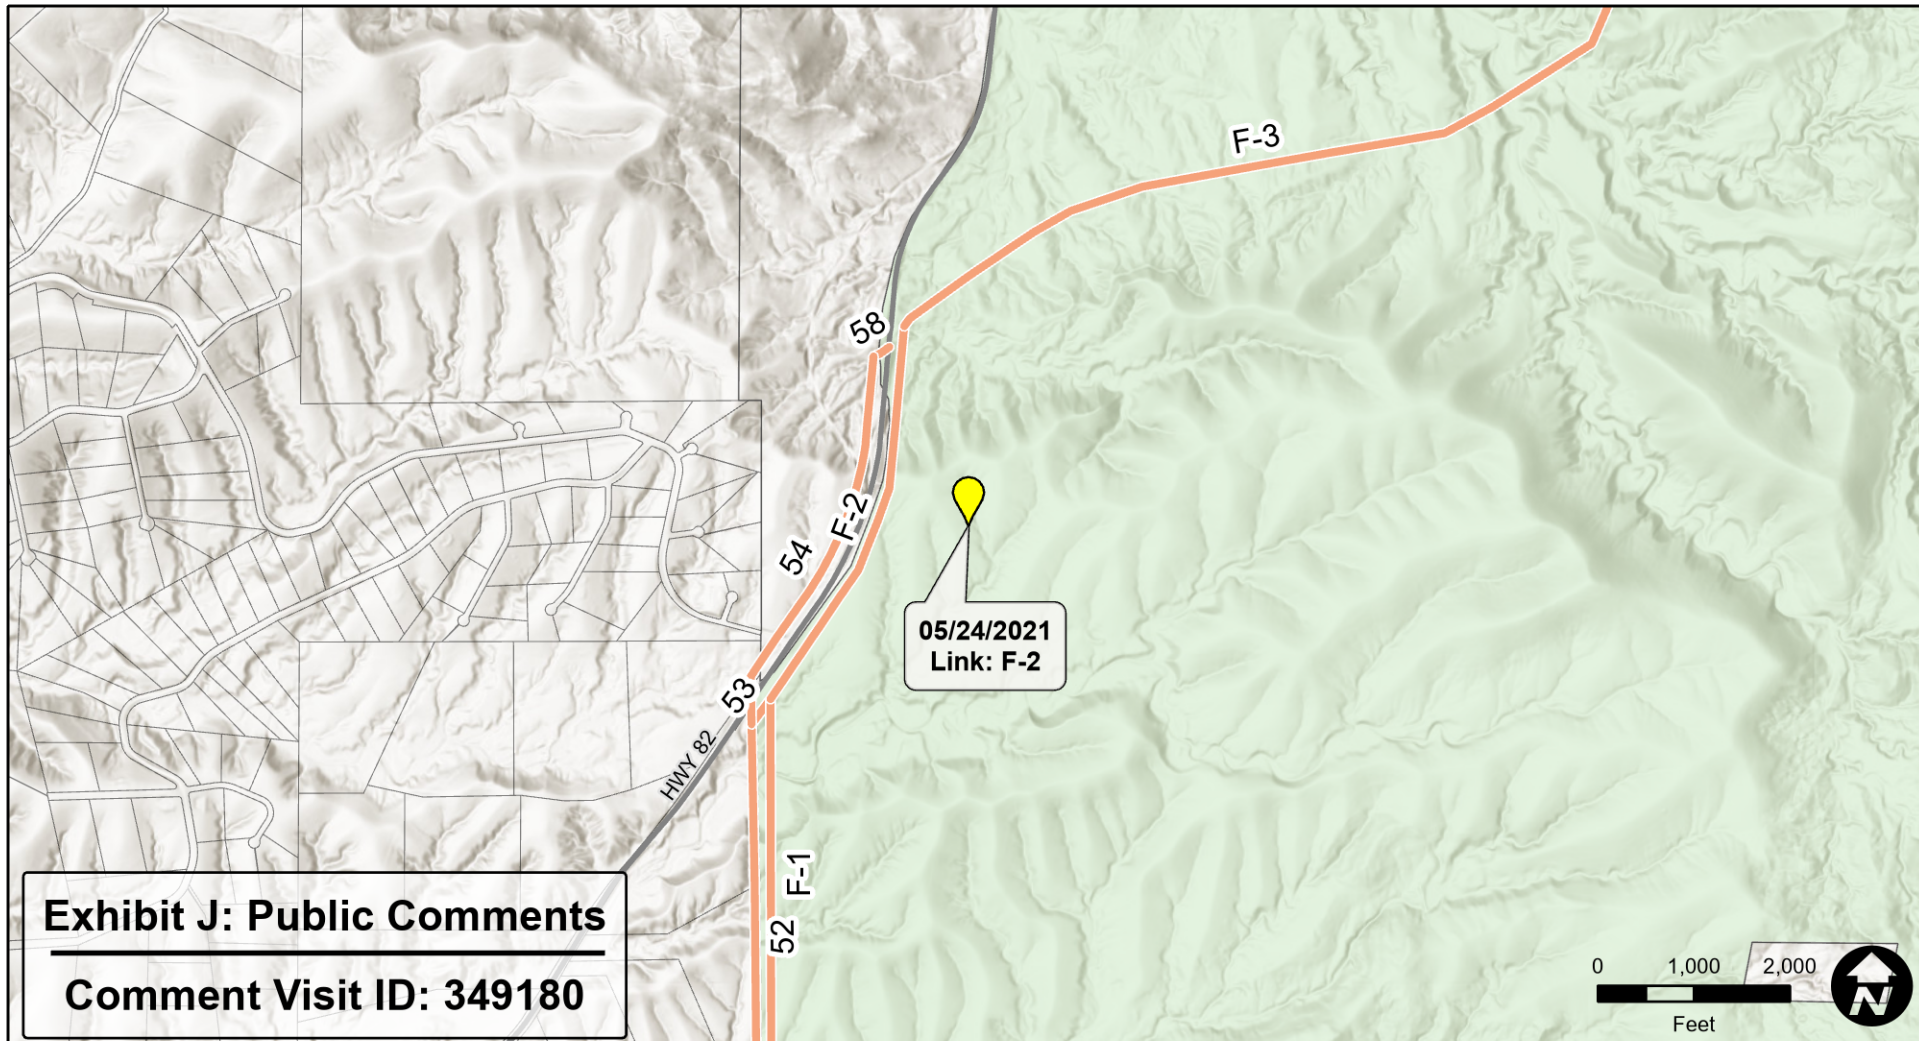 F-3
58
F-2
54
05/24/2021
Link: F-2
53
HWY 82
F-1
52
Exhibit J: Public Comments
Comment Visit ID: 349180
0 1,000 2,000
Feet
N